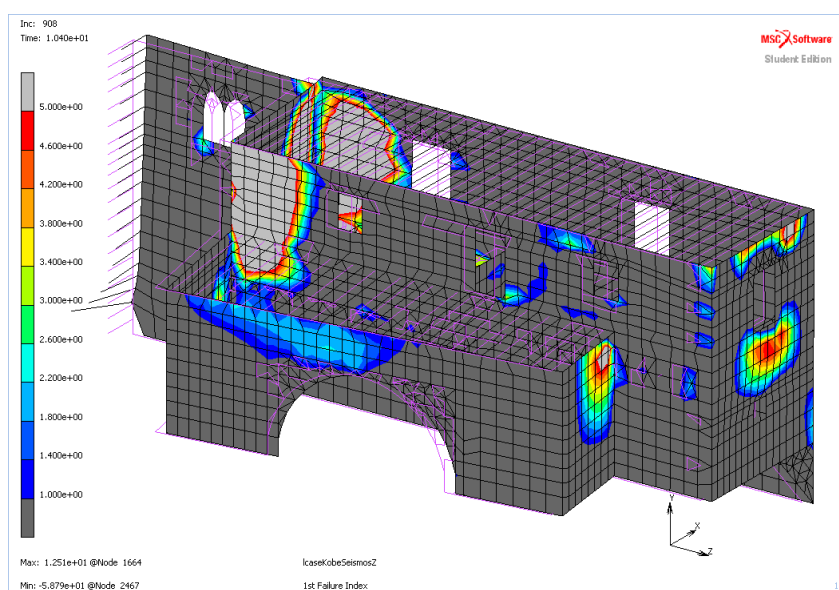 Inc: 908
Time: 1.040e+01
MSC Software
Student Edition
5.000e+00
4.600e+00
4.200e+00
3.800e+00
3.400e+00
3.000e+00
2.600e+00
2.200e+00
1.800e+00
1.400e+00
1.000e+00
Y
X
Z
Max: 1.251e+01 @Node 1664
lcaseKobeSeismosZ
Min: -5.879e+01 @Node 2467
1st Failure Index
1